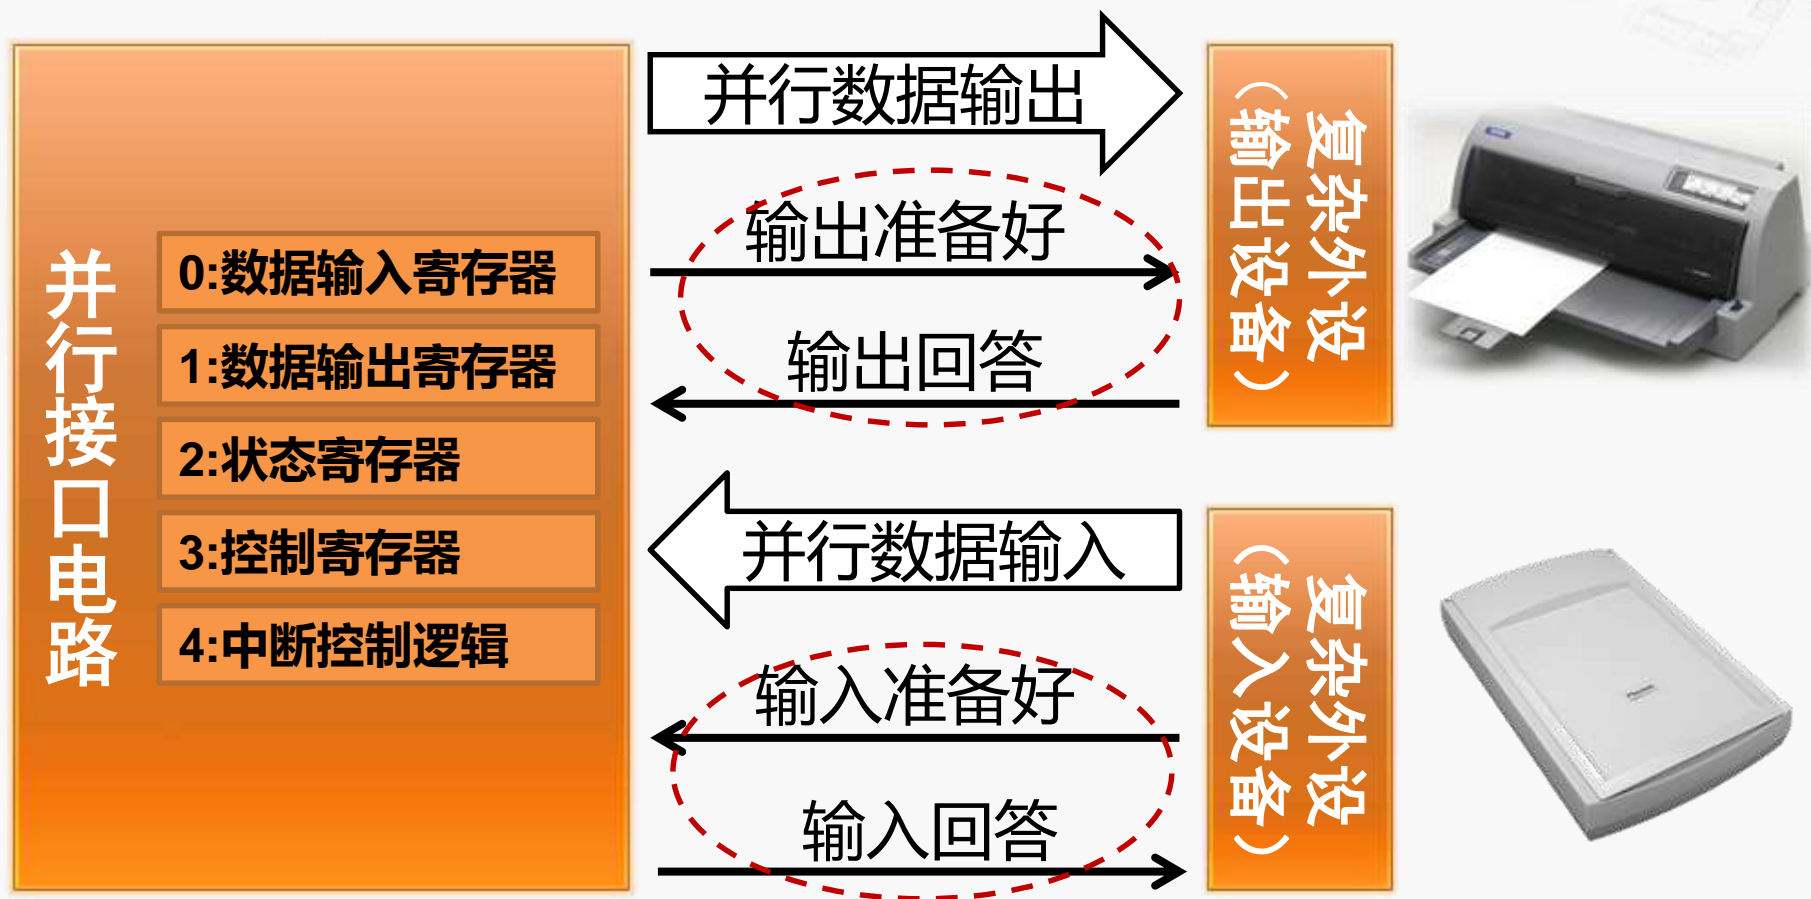 并行接口电路
0:数据输入寄存器
1:数据输出寄存器
2:状态寄存器
3:控制寄存器
4:中断控制逻辑
并行数据输出
输出准备好
输出回答
并行数据输入
输入准备好
输入回答
复杂外设
（输出设备）
复杂外设
（输入设备）